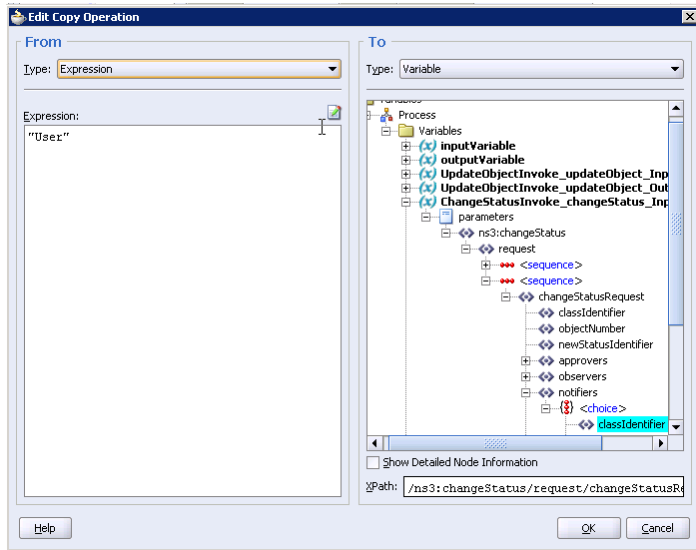 Edit Copy Operation
From
Type: Expression
Expression:
"User"
To
Type: Variable
Variables
Process
Variables
inputVariable
outputVariable
UpdateObjectInvoke_updateObject_Inp
UpdateObjectInvoke_updateObject_Out
ChangeStatusInvoke_changeStatus_Inp
parameters
ns3:changeStatus
request
<sequence>
<sequence>
changeStatusRequest
classIdentifier
objectNumber
newStatusIdentifier
approvers
observers
notifiers
<choice>
classIdentifier
Show Detailed Node Information
XPath: /ns3:changeStatus/request/changeStatusRe
Help
OK
Cancel